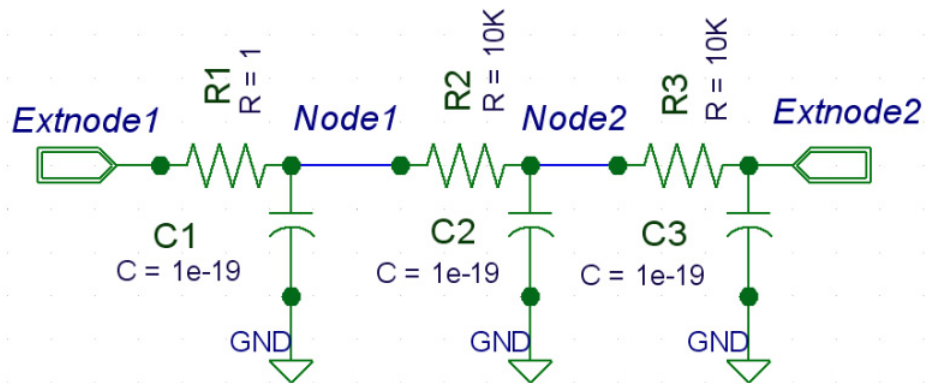 Extnode1
R1
R = 1
Node1
R2
R = 10K
Node2
R3
R = 10K
Extnode2
C1
C = 1e-19
C2
C = 1e-19
C3
C = 1e-19
GND
GND
GND